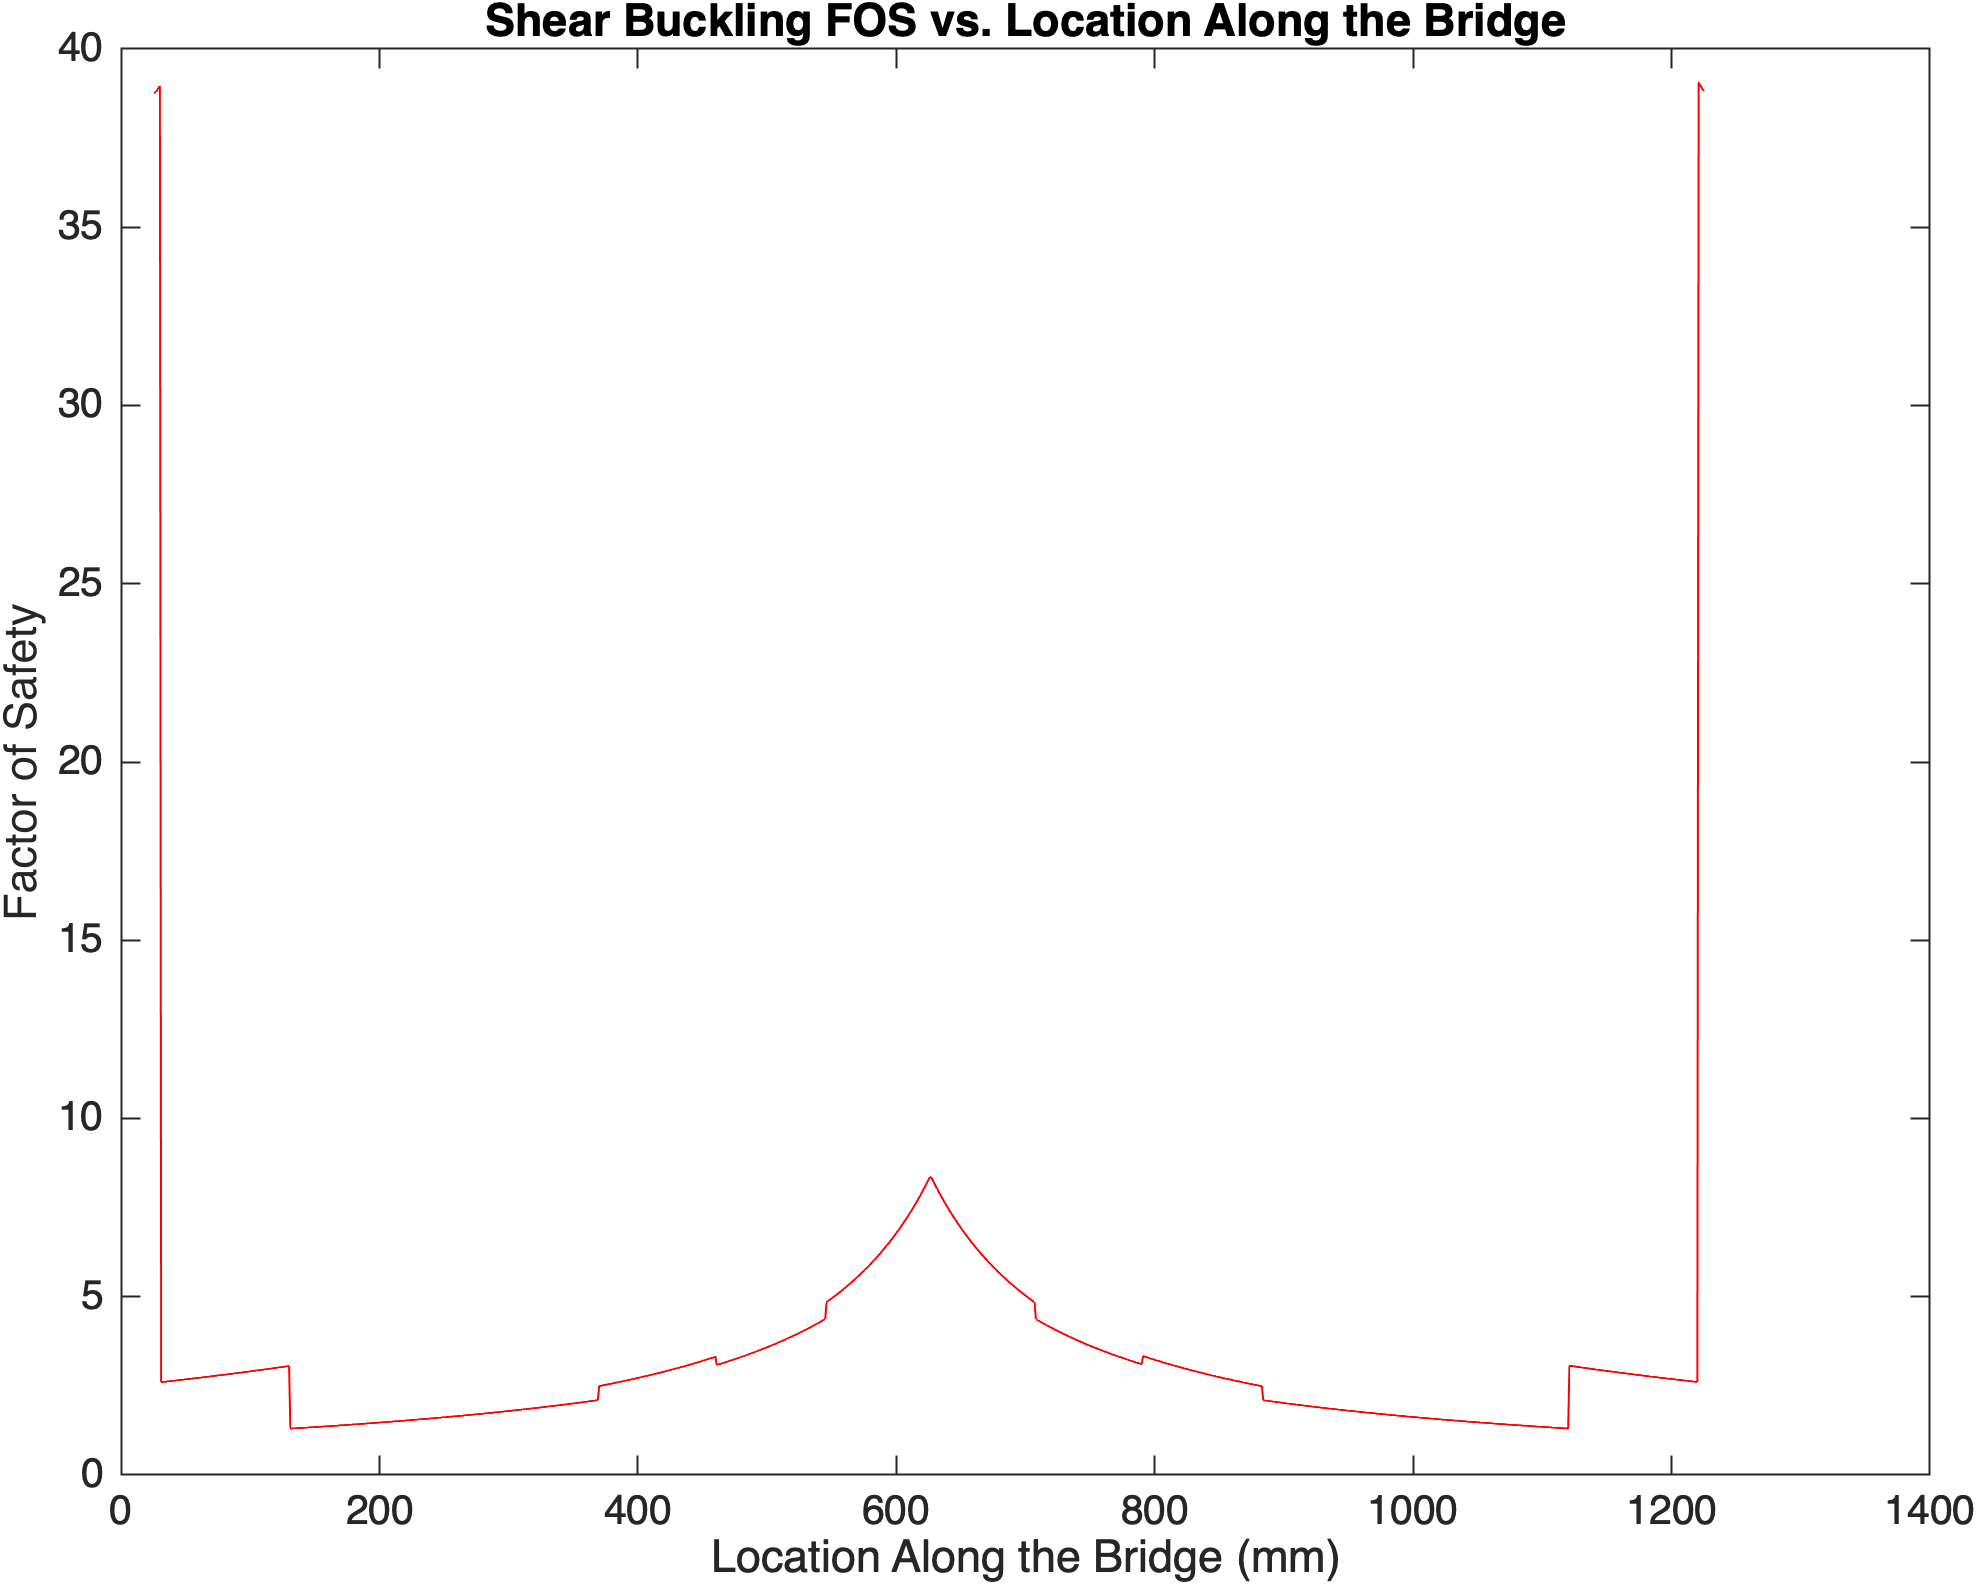 Shear Buckling FOS vs. Location Along the Bridge
40
35
30
25
20
15
10
5
0
Factor of Safety
0 200 400 600 800 1000 1200 1400
Location Along the Bridge (mm)